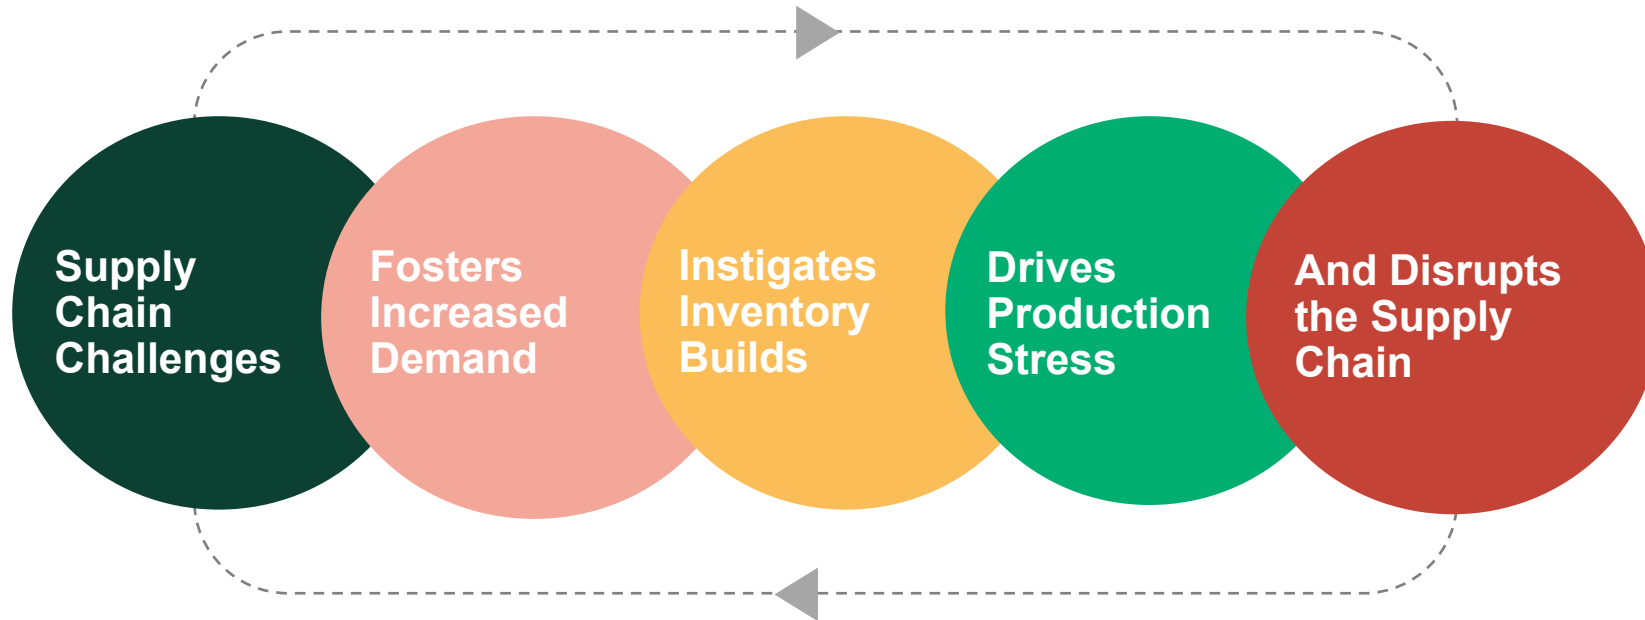 Supply
Chain
Challenges
Fosters
Increased
Demand
Instigates
Inventory
Builds
Drives
Production
Stress
And Disrupts
the Supply
Chain